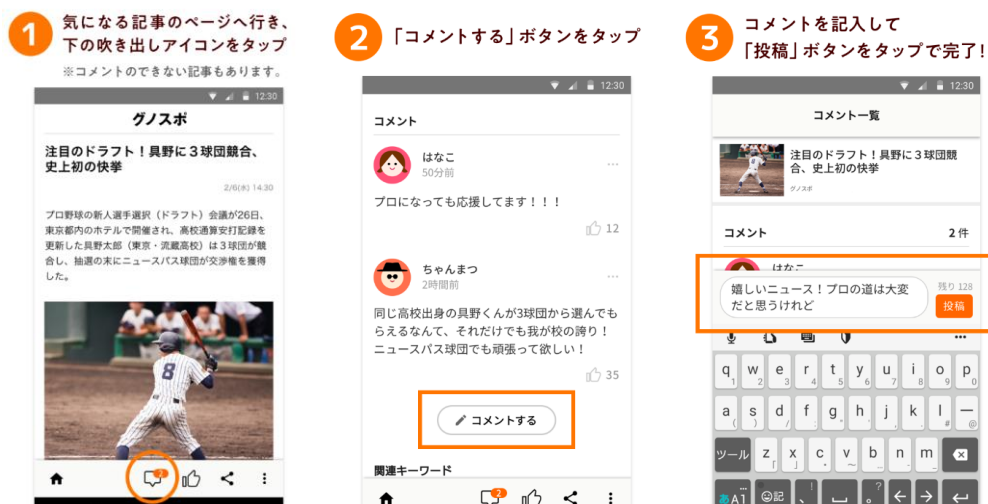 1
気になる記事のページへ行き、
下の吹き出しアイコンをタップ
※コメントのできない記事もあります。
12:30
グノスポ
注目のドラフト！具野に３球団競合、
史上初の快挙
2/6(水) 14:30
プロ野球の新人選手選択（ドラフト）会議が26日、
東京都内のホテルで開催され、高校通算安打記録を
更新した具野太郎（東京・流蔵高校）は３球団が競
合し、抽選の末にニュースパス球団が交渉権を獲得
した。
8
2
2
「コメントする」ボタンをタップ
12:30
コメント
はなこ
50分前
プロになっても応援してます！！！
12
ちゃんまつ
2時間前
同じ高校出身の具野くんが3球団から選んでも
らえるなんて、それだけでも我が校の誇り！
ニュースパス球団でも頑張って欲しい！
35
コメントする
関連キーワード
2
3
コメントを記入して
「投稿」ボタンをタップで完了!
12:30
コメント一覧
注目のドラフト！具野に３球団競
合、史上初の快挙
グノスポ
コメント
2 件
はなこ
嬉しいニュース！プロの道は大変
だと思うけれど
残り 128
投稿
q1 w2 e3 r4 t5 y6 u7 i8 o9 p0
a( s) d/ f g h j k l# ー@
ツール z x c v b n m
あA1 記 、! ?。 ← →